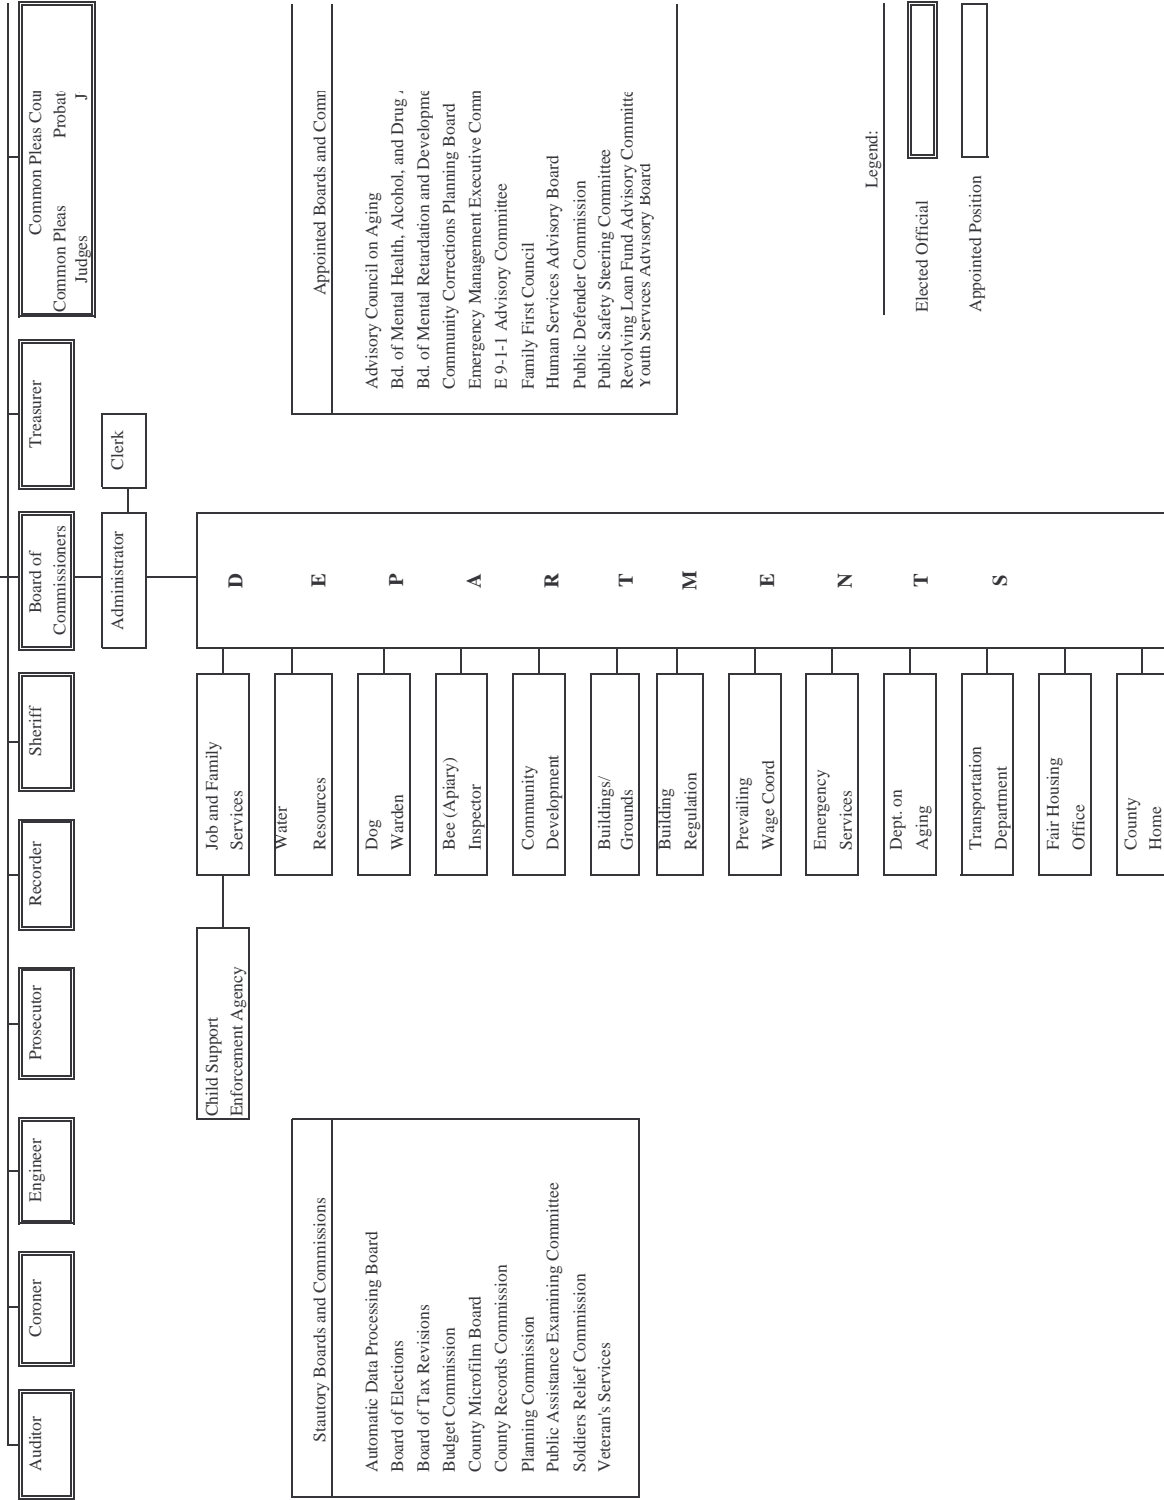 Auditor
Coroner
Engineer
Prosecutor
Recorder
Sheriff
Board of
Commissioners
Treasurer
Common Pleas
Common Pleas
Judges
Administrator
Clerk
D E P A R T M E N T S
Child Support
Enforcement Agency
Job and Family
Services
Water
Resources
Dog
Warden
Bee (Apiary)
Inspector
Community
Development
Buildings/
Grounds
Building
Regulation
Prevailing
Wage Coord
Emergency
Services
Dept. on
Aging
Transportation
Department
Fair Housing
Office
County
Home
Stautory Boards and Commissions
Automatic Data Processing Board
Board of Elections
Board of Tax Revisions
Budget Commission
County Microfilm Board
County Records Commission
Planning Commission
Public Assistance Examining Committee
Soldiers Relief Commission
Veteran's Services
Appointed Boards and
Advisory Council on Aging
Bd. of Mental Health, Alcohol, and Drug
Bd. of Mental Retardation and
Community Corrections Planning Board
Emergency Management Executive
E 9-1-1 Advisory Committee
Family First Council
Human Services Advisory Board
Public Defender Commission
Public Safety Steering Committee
Revolving Loan Fund Advisory
Youth Services Advisory Board
Legend:
Elected Official
Appointed Position